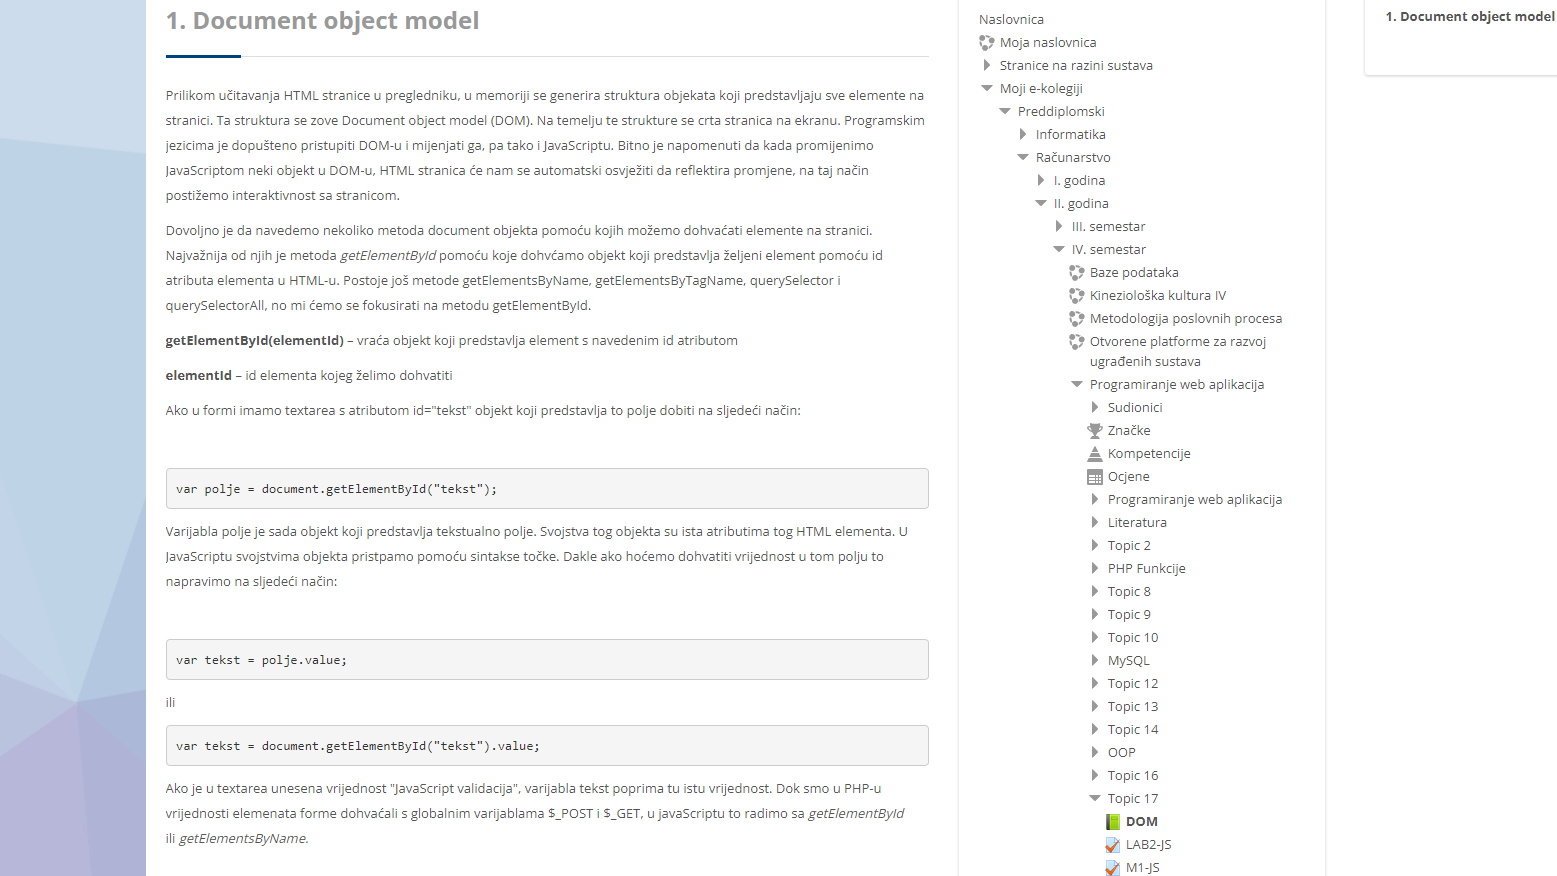 1. Document object model
Prilikom učitavanja HTML stranice u pregledniku, u memoriji se generira struktura objekata koji predstavljaju sve elemente na
stranici. Ta struktura se zove Document object model (DOM). Na temelju te strukture se crta stranica na ekranu. Programskim
jezicima je dopušteno pristupiti DOM-u i mijenjati ga, pa tako i JavaScriptu. Bitno je napomenuti da kada promijenimo
JavaScriptom neki objekt u DOM-u, HTML stranica će nam se automatski osvježiti da reflektira promjene, na taj način
postižemo interaktivnost sa stranicom.
Dovoljno je da navedemo nekoliko metoda document objekta pomoću kojih možemo dohvaćati elemente na stranici.
Najvažnija od njih je metoda getElementById pomoću koje dohvćamo objekt koji predstavlja željeni element pomoću id
atributa elementa u HTML-u. Postoje još metode getElementsByName, getElementsByTagName, querySelector i
querySelectorAll, no mi ćemo se fokusirati na metodu getElementById.
getElementById(elementId) – vraća objekt koji predstavlja element s navedenim id atributom
elementId – id elementa kojeg želimo dohvatiti
Ako u formi imamo textarea s atributom id="tekst" objekt koji predstavlja to polje dobiti na sljedeći način:
var polje = document.getElementById("tekst");
Varijabla polje je sada objekt koji predstavlja tekstualno polje. Svojstva tog objekta su ista atributima tog HTML elementa. U
JavaScriptu svojstvima objekta pristpamo pomoću sintakse točke. Dakle ako hoćemo dohvatiti vrijednost u tom polju to
napravimo na sljedeći način:
var tekst = polje.value;
ili
var tekst = document.getElementById("tekst").value;
Ako je u textarea unesena vrijednost "JavaScript validacija", varijabla tekst poprima tu istu vrijednost. Dok smo u PHP-u
vrijednosti elemenata forme dohvaćali s globalnim varijablama $_POST i $_GET, u javaScriptu to radimo sa getElementById
ili getElementsByName.
Naslovnica
Moja naslovnica
Stranice na razini sustava
Moji e-kolegiji
Preddiplomski
Informatika
Računarstvo
I. godina
II. godina
III. semestar
IV. semestar
Baze podataka
Kineziološka kultura IV
Metodologija poslovnih procesa
Otvorene platforme za razvoj
ugrađenih sustava
Programiranje web aplikacija
Sudionici
Značke
Kompetencije
Ocjene
Programiranje web aplikacija
Literatura
Topic 2
PHP Funkcije
Topic 8
Topic 9
Topic 10
MySQL
Topic 12
Topic 13
Topic 14
OOP
Topic 16
Topic 17
DOM
LAB2-JS
M1-JS
1. Document object model